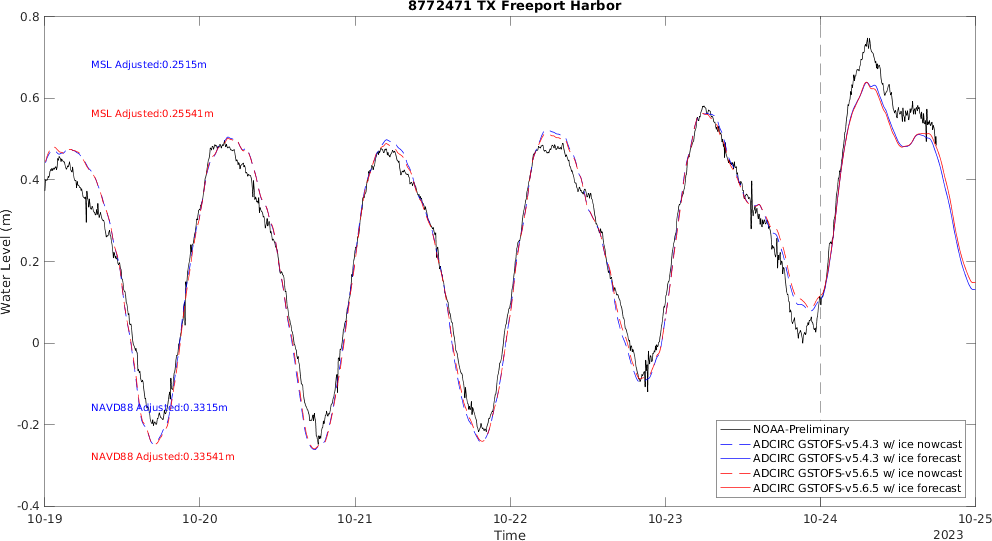 8772471 TX Freeport Harbor
0.8
MSL Adjusted:0.2515m
0.6
MSL Adjusted:0.25541m
0.4
0.2
Water Level (m)
0
NAVD88 Adjusted:0.3315m
-0.2
NAVD88 Adjusted:0.33541m
NOAA-Preliminary
ADCIRC GSTOFS-v5.4.3 w/ ice nowcast
ADCIRC GSTOFS-v5.4.3 w/ ice forecast
ADCIRC GSTOFS-v5.6.5 w/ ice nowcast
ADCIRC GSTOFS-v5.6.5 w/ ice forecast
-0.4
10-19 10-20 10-21 10-22 10-23 10-24 10-25
Time
2023